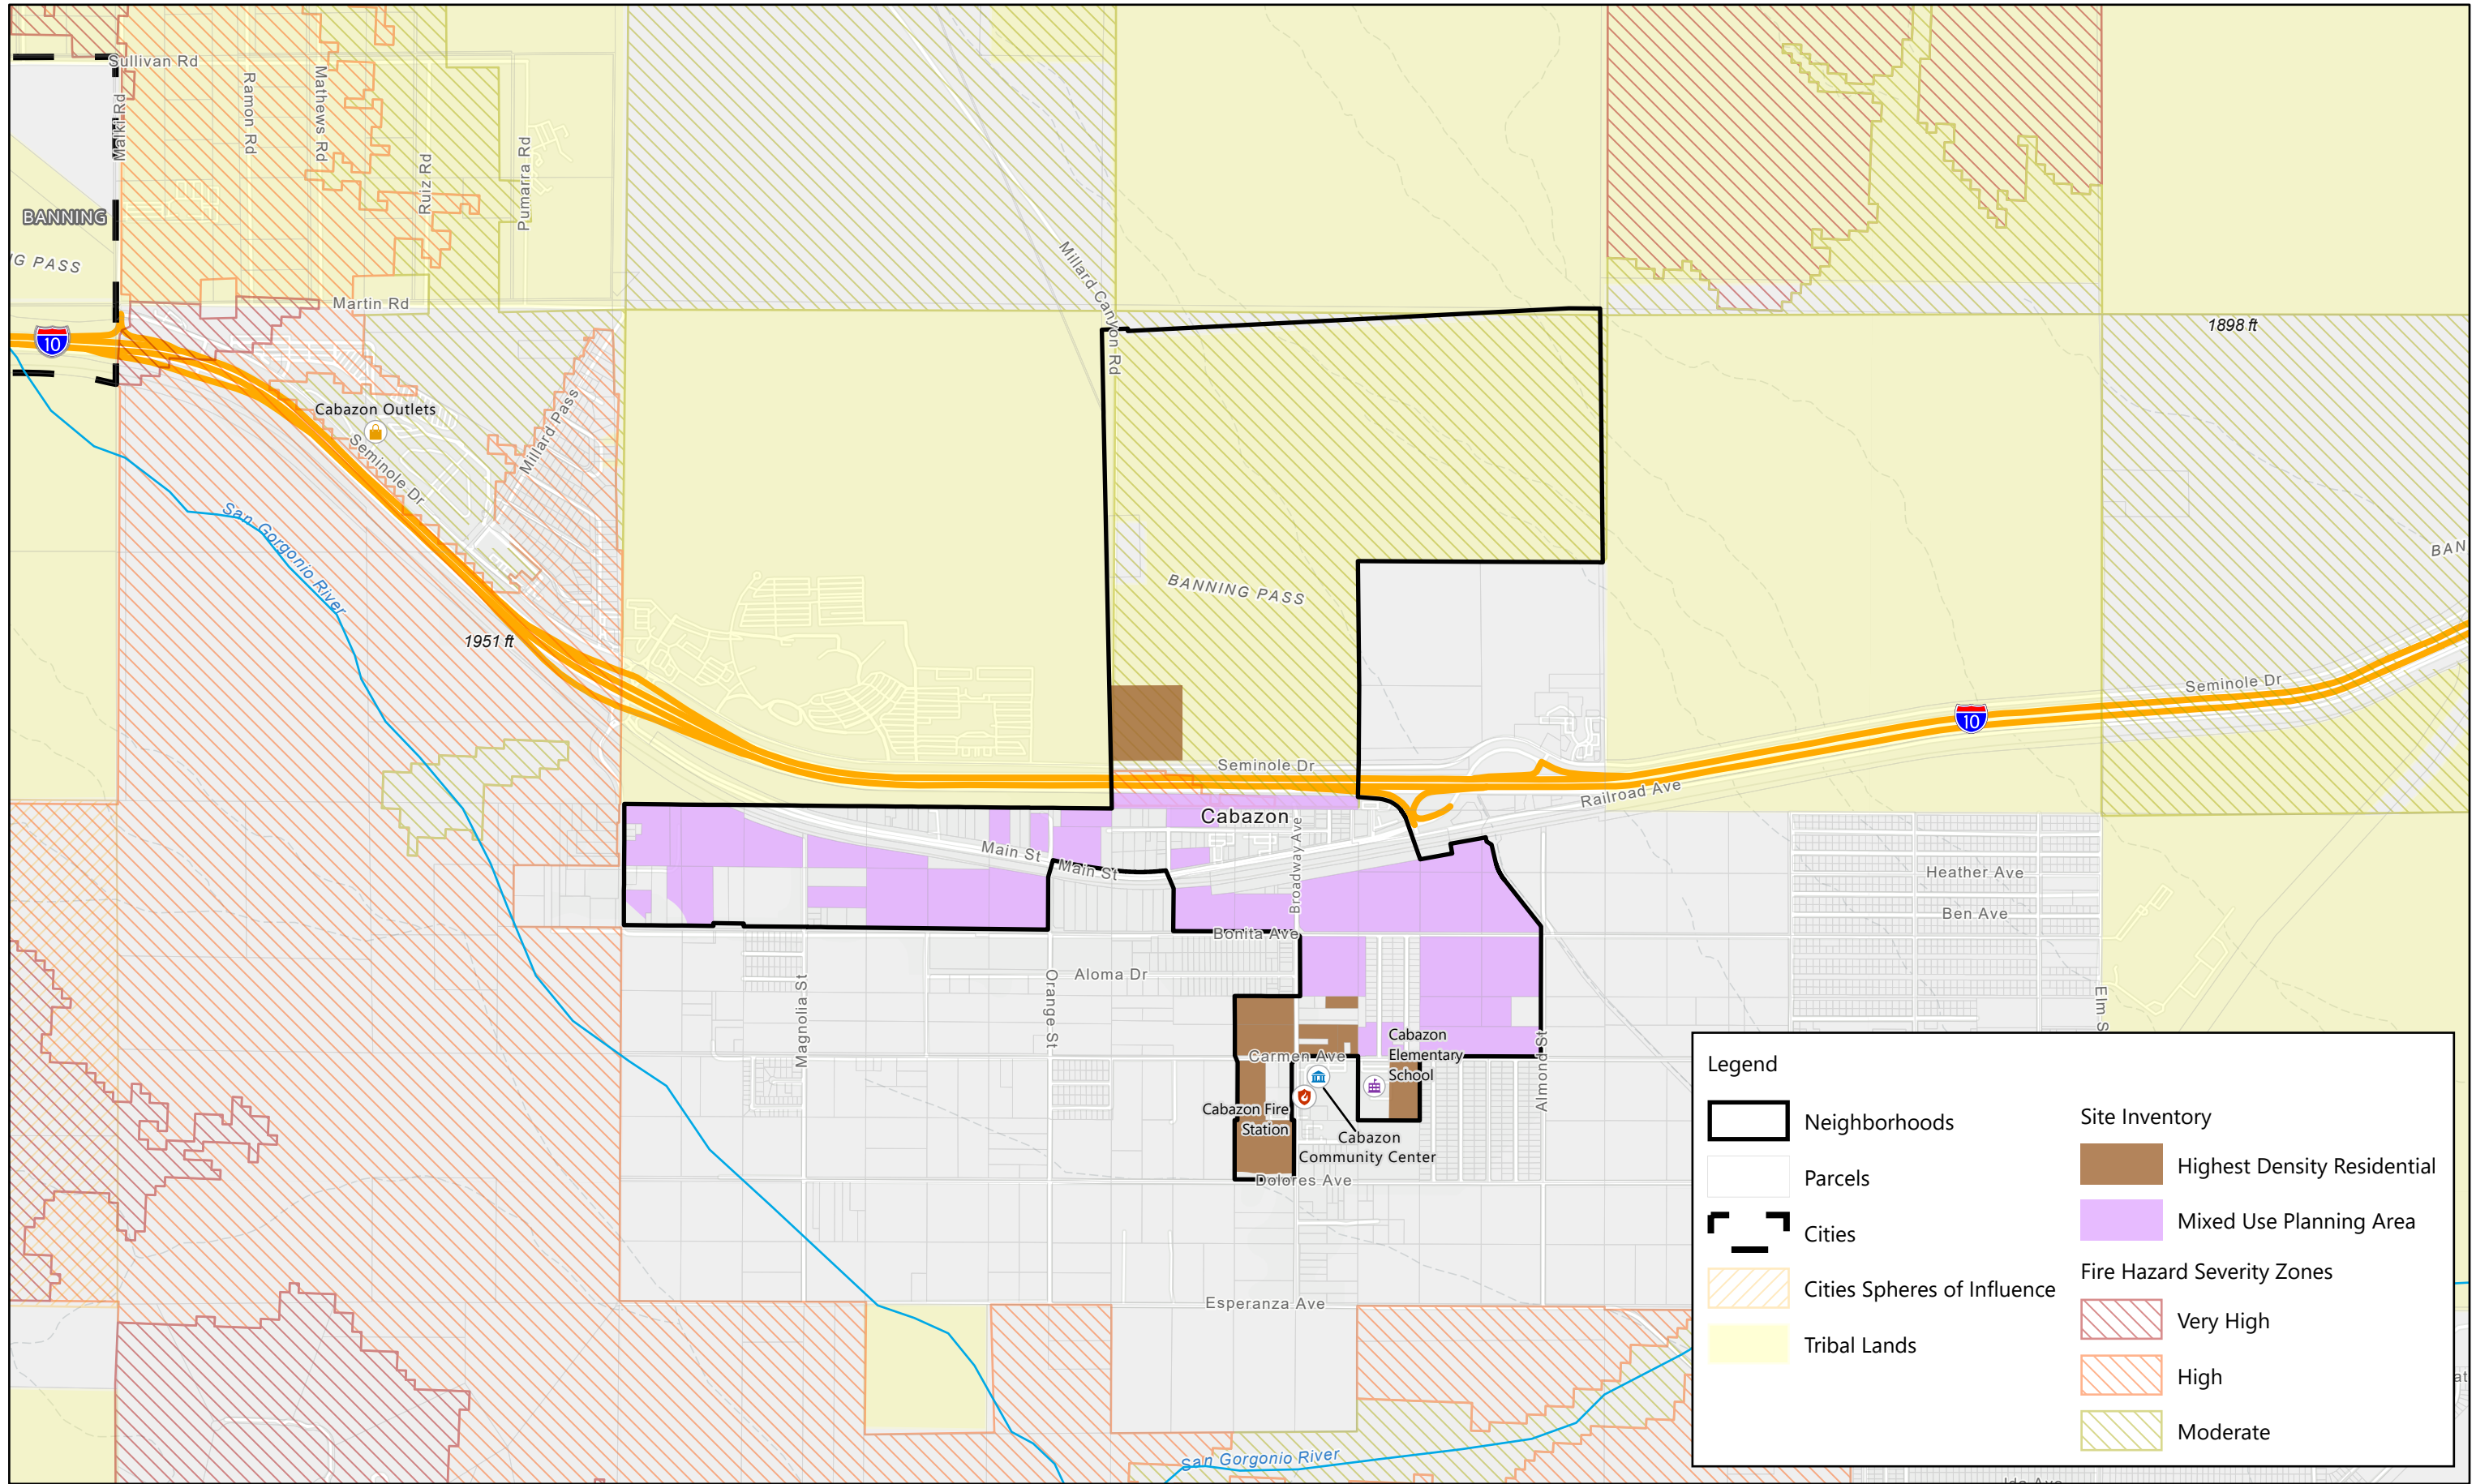 Sullivan Rd
Malki Rd
Ramon Rd
Mathews Rd
Ruiz Rd
Pumarra Rd
BANNING
G PASS
Martin Rd
Millard Canyon Rd
10
1898 ft
Cabazon Outlets
Seminole Dr
Millard Pass
San Gorgonio River
1951 ft
BANNING PASS
BAN
Seminole Dr
10
Seminole Dr
Railroad Ave
Cabazon
Broadway Ave
Main St
Main St
Heather Ave
Ben Ave
Bonita Ave
Aloma Dr
Magnolia St
Orange St
Elm S
Almond St
Carmen Ave
Cabazon
Elementary
School
Cabazon Fire
Station
Cabazon
Community Center
Dolores Ave
Esperanza Ave
San Gorgonio River
Legend
Neighborhoods
Parcels
Cities
Cities Spheres of Influence
Tribal Lands
Site Inventory
Highest Density Residential
Mixed Use Planning Area
Fire Hazard Severity Zones
Very High
High
Moderate